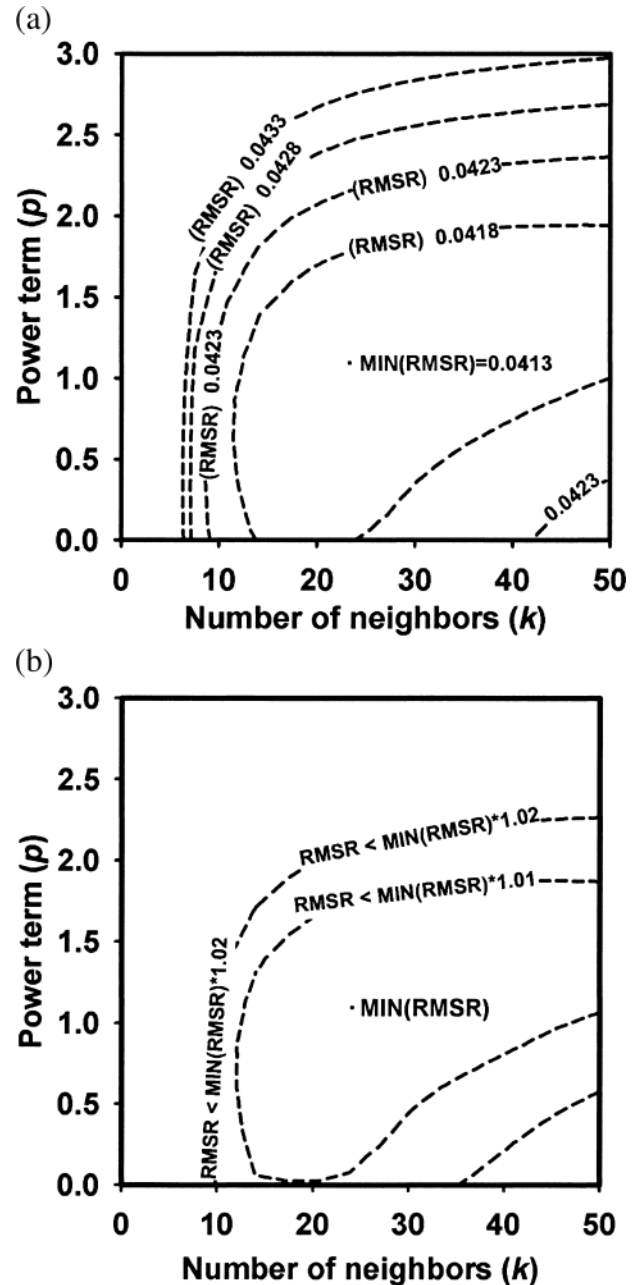 (a)
3.0
2.5
2.0
1.5
1.0
0.5
0.0
Power term (p)
(RMSR) 0.0433
(RMSR) 0.0428
(RMSR) 0.0423
(RMSR) 0.0418
(RMSR) 0.0423
MIN(RMSR)=0.0413
0.0423
0 10 20 30 40 50
Number of neighbors (k)
(b)
3.0
2.5
2.0
1.5
1.0
0.5
0.0
Power term (p)
RMSR < MIN(RMSR)*1.02
RMSR < MIN(RMSR)*1.01
RMSR < MIN(RMSR)*1.02
MIN(RMSR)
0 10 20 30 40 50
Number of neighbors (k)